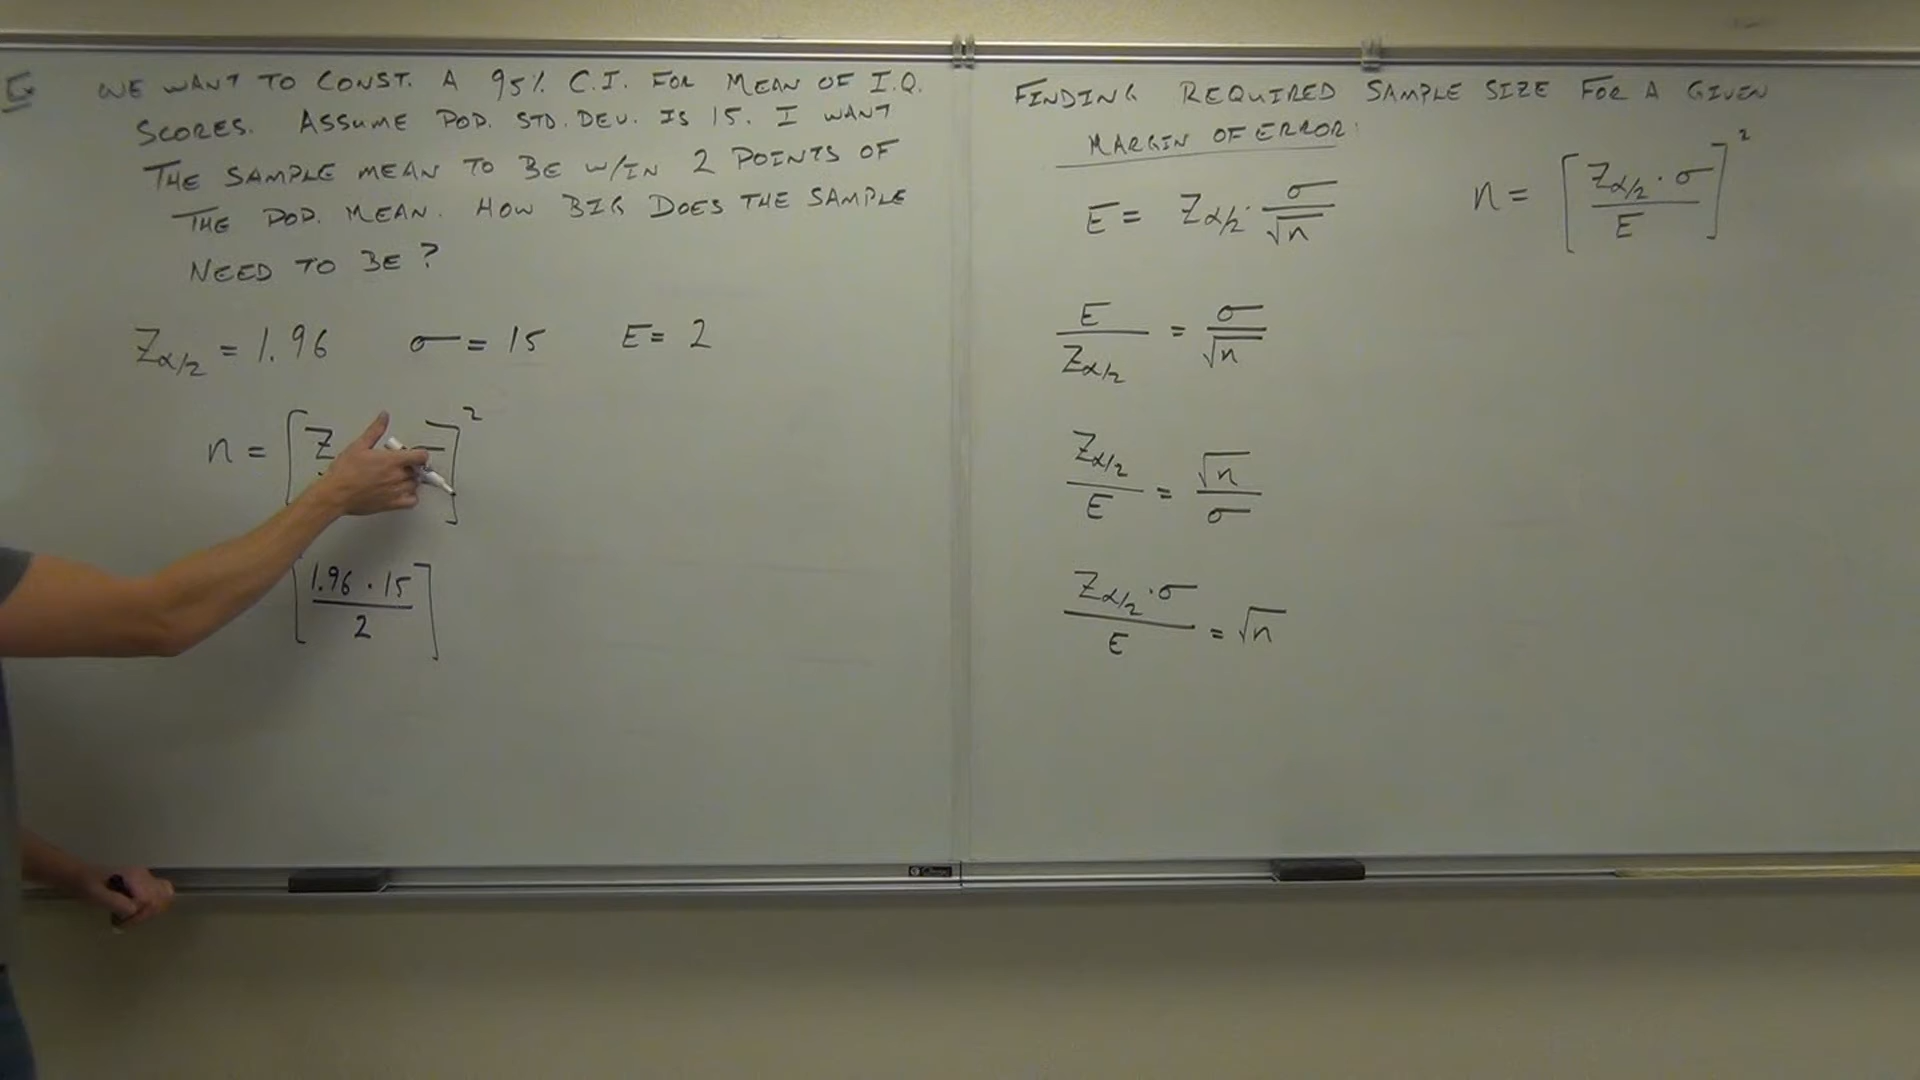 Ex WE WANT TO CONST. A 95% C.I. FOR MEAN OF I.Q.
SCORES. ASSUME POP. STD. DEV. IS 15. I WANT
THE SAMPLE MEAN TO BE W/IN 2 POINTS OF
THE POP. MEAN. HOW BIG DOES THE SAMPLE
NEED TO BE?
Zα/2 = 1.96 σ = 15 E = 2
n = [Z σ]²
[1.96 · 15 / 2]
FINDING REQUIRED SAMPLE SIZE FOR A GIVEN
MARGIN OF ERROR:
E = Zα/2 · σ/√n
n = [Zα/2 · σ / E]²
E / Zα/2 = σ / √n
Zα/2 / E = √n / σ
Zα/2 · σ / E = √n